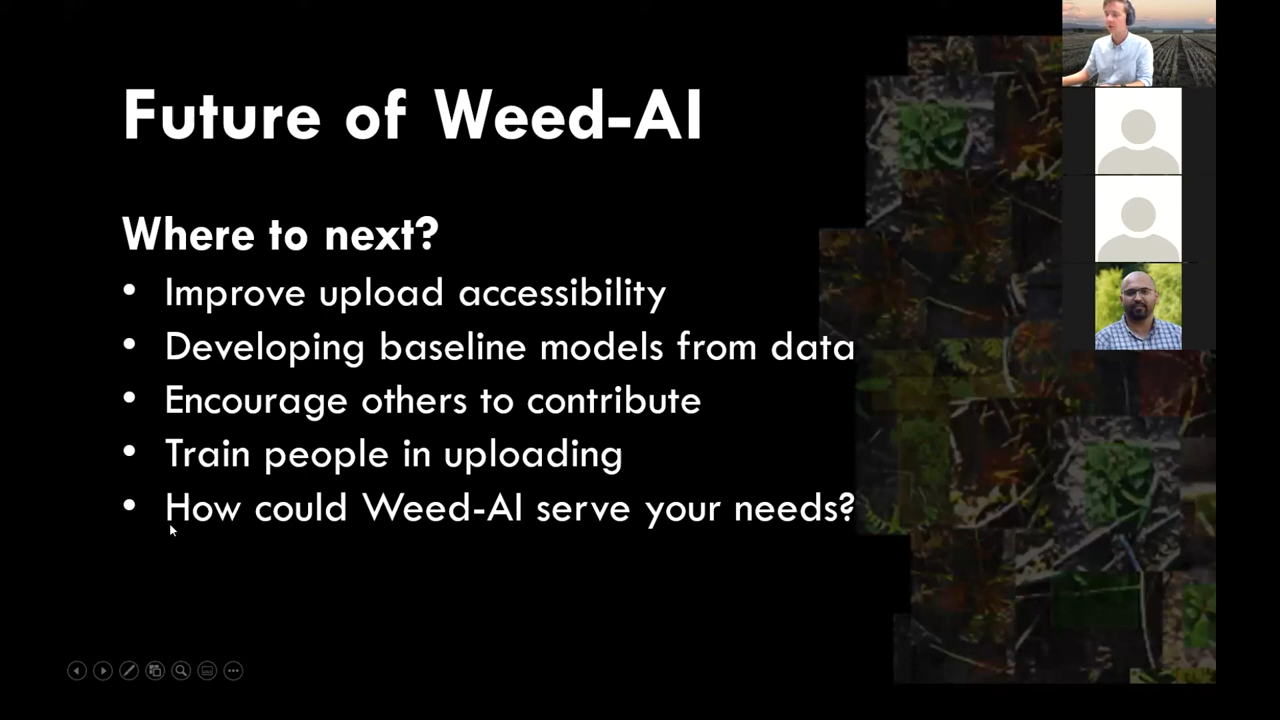 Future of Weed-AI
Where to next?
• Improve upload accessibility
• Developing baseline models from data
• Encourage others to contribute
• Train people in uploading
• How could Weed-AI serve your needs?